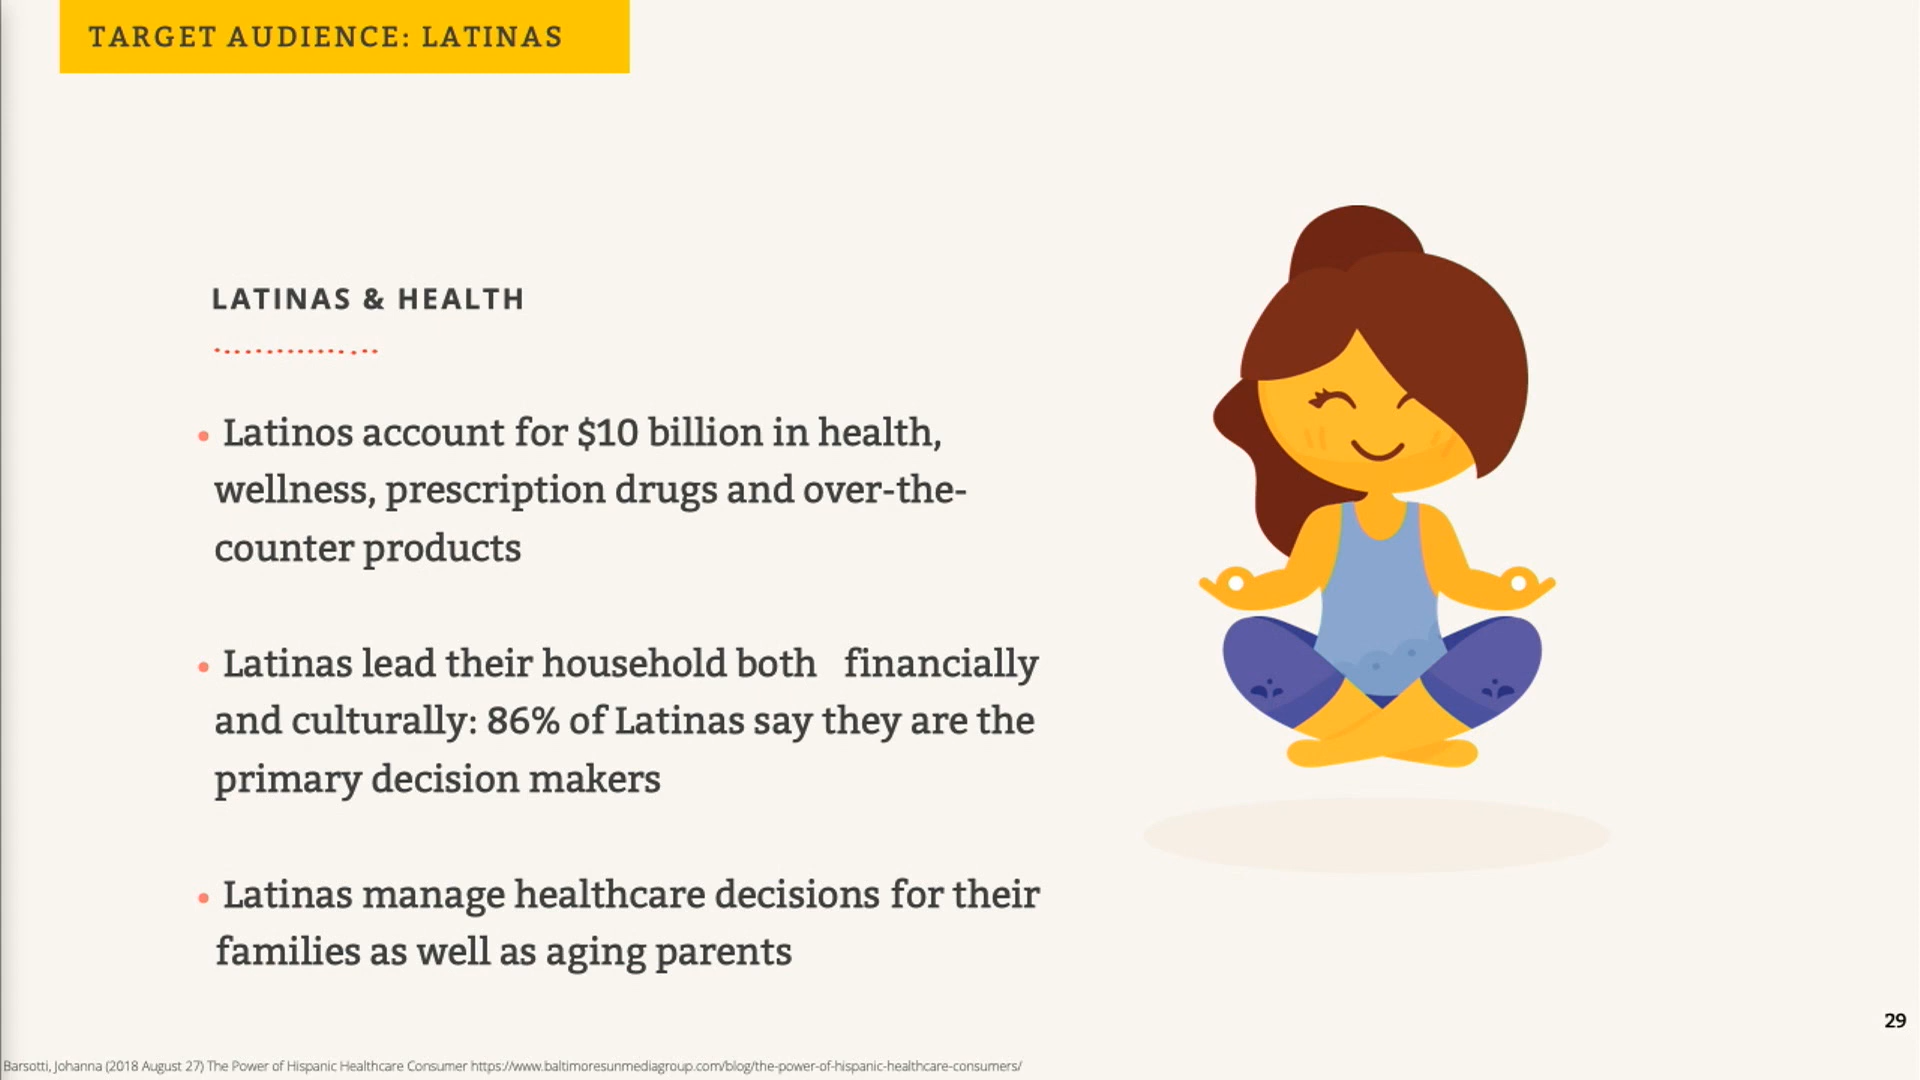 TARGET AUDIENCE: LATINAS
LATINAS & HEALTH
• Latinos account for $10 billion in health,
wellness, prescription drugs and over-the-
counter products
• Latinas lead their household both financially
and culturally: 86% of Latinas say they are the
primary decision makers
• Latinas manage healthcare decisions for their
families as well as aging parents
29
Barsotti, Johanna (2018 August 27) The Power of Hispanic Healthcare Consumer https://www.baltimoresunmediagroup.com/blog/the-power-of-hispanic-healthcare-consumers/